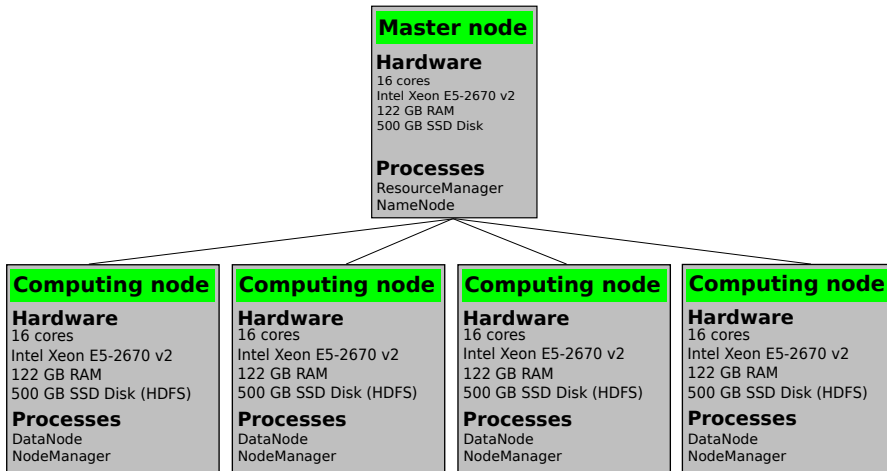 Master node
Hardware
16 cores
Intel Xeon E5-2670 v2
122 GB RAM
500 GB SSD Disk
Processes
ResourceManager
NameNode
Computing node
Hardware
16 cores
Intel Xeon E5-2670 v2
122 GB RAM
500 GB SSD Disk (HDFS)
Processes
DataNode
NodeManager
Computing node
Hardware
16 cores
Intel Xeon E5-2670 v2
122 GB RAM
500 GB SSD Disk (HDFS)
Processes
DataNode
NodeManager
Computing node
Hardware
16 cores
Intel Xeon E5-2670 v2
122 GB RAM
500 GB SSD Disk (HDFS)
Processes
DataNode
NodeManager
Computing node
Hardware
16 cores
Intel Xeon E5-2670 v2
122 GB RAM
500 GB SSD Disk (HDFS)
Processes
DataNode
NodeManager